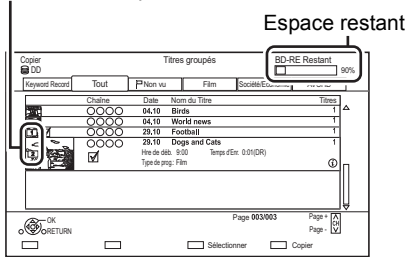 Espace restant
Copier
DD
Titres groupés
BD-RE Restant
90%
Keyword Record
Tout
Non vu
Film
Chaîne Date Nom du Titre Titres
04.10 Birds 1
04.10 World news 1
29.10 Football 1
29.10 Dogs and Cats 1
Hre de déb. 9:00 Temps d'Enr. 0:01(DR)
Type de prog.: Film
OK
RETURN
Page 003/003
Page +
CH
Page -
Sélectionner
Copier